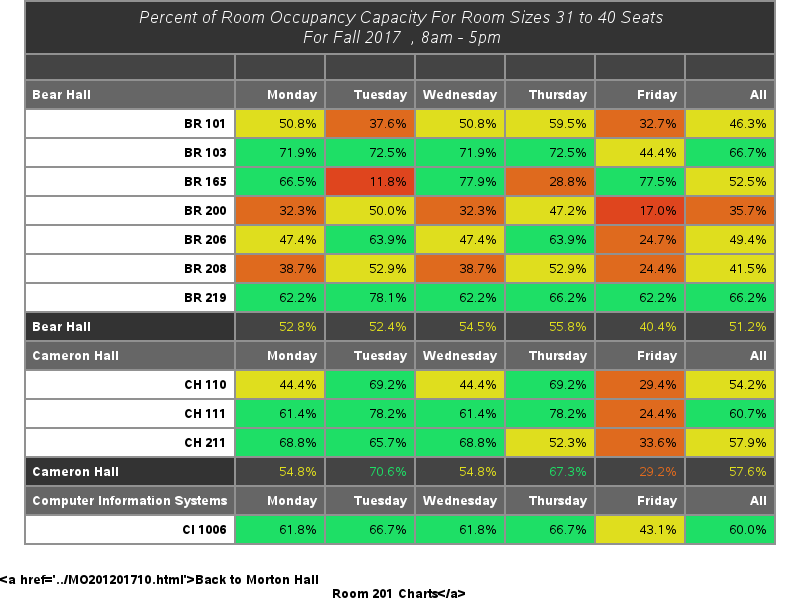 Percent of Room Occupancy Capacity For Room Sizes 31 to 40 Seats
For Fall 2017 , 8am - 5pm
Bear Hall Monday Tuesday Wednesday Thursday Friday All
BR 101 50.8% 37.6% 50.8% 59.5% 32.7% 46.3%
BR 103 71.9% 72.5% 71.9% 72.5% 44.4% 66.7%
BR 165 66.5% 11.8% 77.9% 28.8% 77.5% 52.5%
BR 200 32.3% 50.0% 32.3% 47.2% 17.0% 35.7%
BR 206 47.4% 63.9% 47.4% 63.9% 24.7% 49.4%
BR 208 38.7% 52.9% 38.7% 52.9% 24.4% 41.5%
BR 219 62.2% 78.1% 62.2% 66.2% 62.2% 66.2%
Bear Hall 52.8% 52.4% 54.5% 55.8% 40.4% 51.2%
Cameron Hall Monday Tuesday Wednesday Thursday Friday All
CH 110 44.4% 69.2% 44.4% 69.2% 29.4% 54.2%
CH 111 61.4% 78.2% 61.4% 78.2% 24.4% 60.7%
CH 211 68.8% 65.7% 68.8% 52.3% 33.6% 57.9%
Cameron Hall 54.8% 70.6% 54.8% 67.3% 29.2% 57.6%
Computer Information Systems Monday Tuesday Wednesday Thursday Friday All
CI 1006 61.8% 66.7% 61.8% 66.7% 43.1% 60.0%
<a href='../MO201201710.html'>Back to Morton Hall
Room 201 Charts</a>